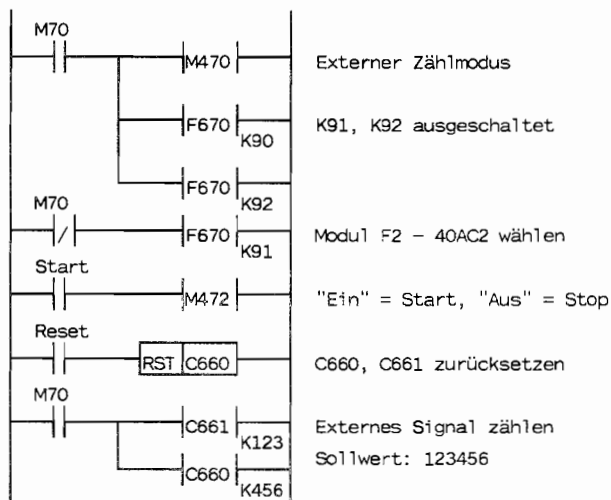 M70
M470
Externer Zählmodus
F670
K90
K91, K92 ausgeschaltet
F670
K92
M70
F670
K91
Modul F2 - 40AC2 wählen
Start
M472
"Ein" = Start, "Aus" = Stop
Reset
RST C660
C660, C661 zurücksetzen
M70
C661
K123
Externes Signal zählen
Sollwert: 123456
C660
K456